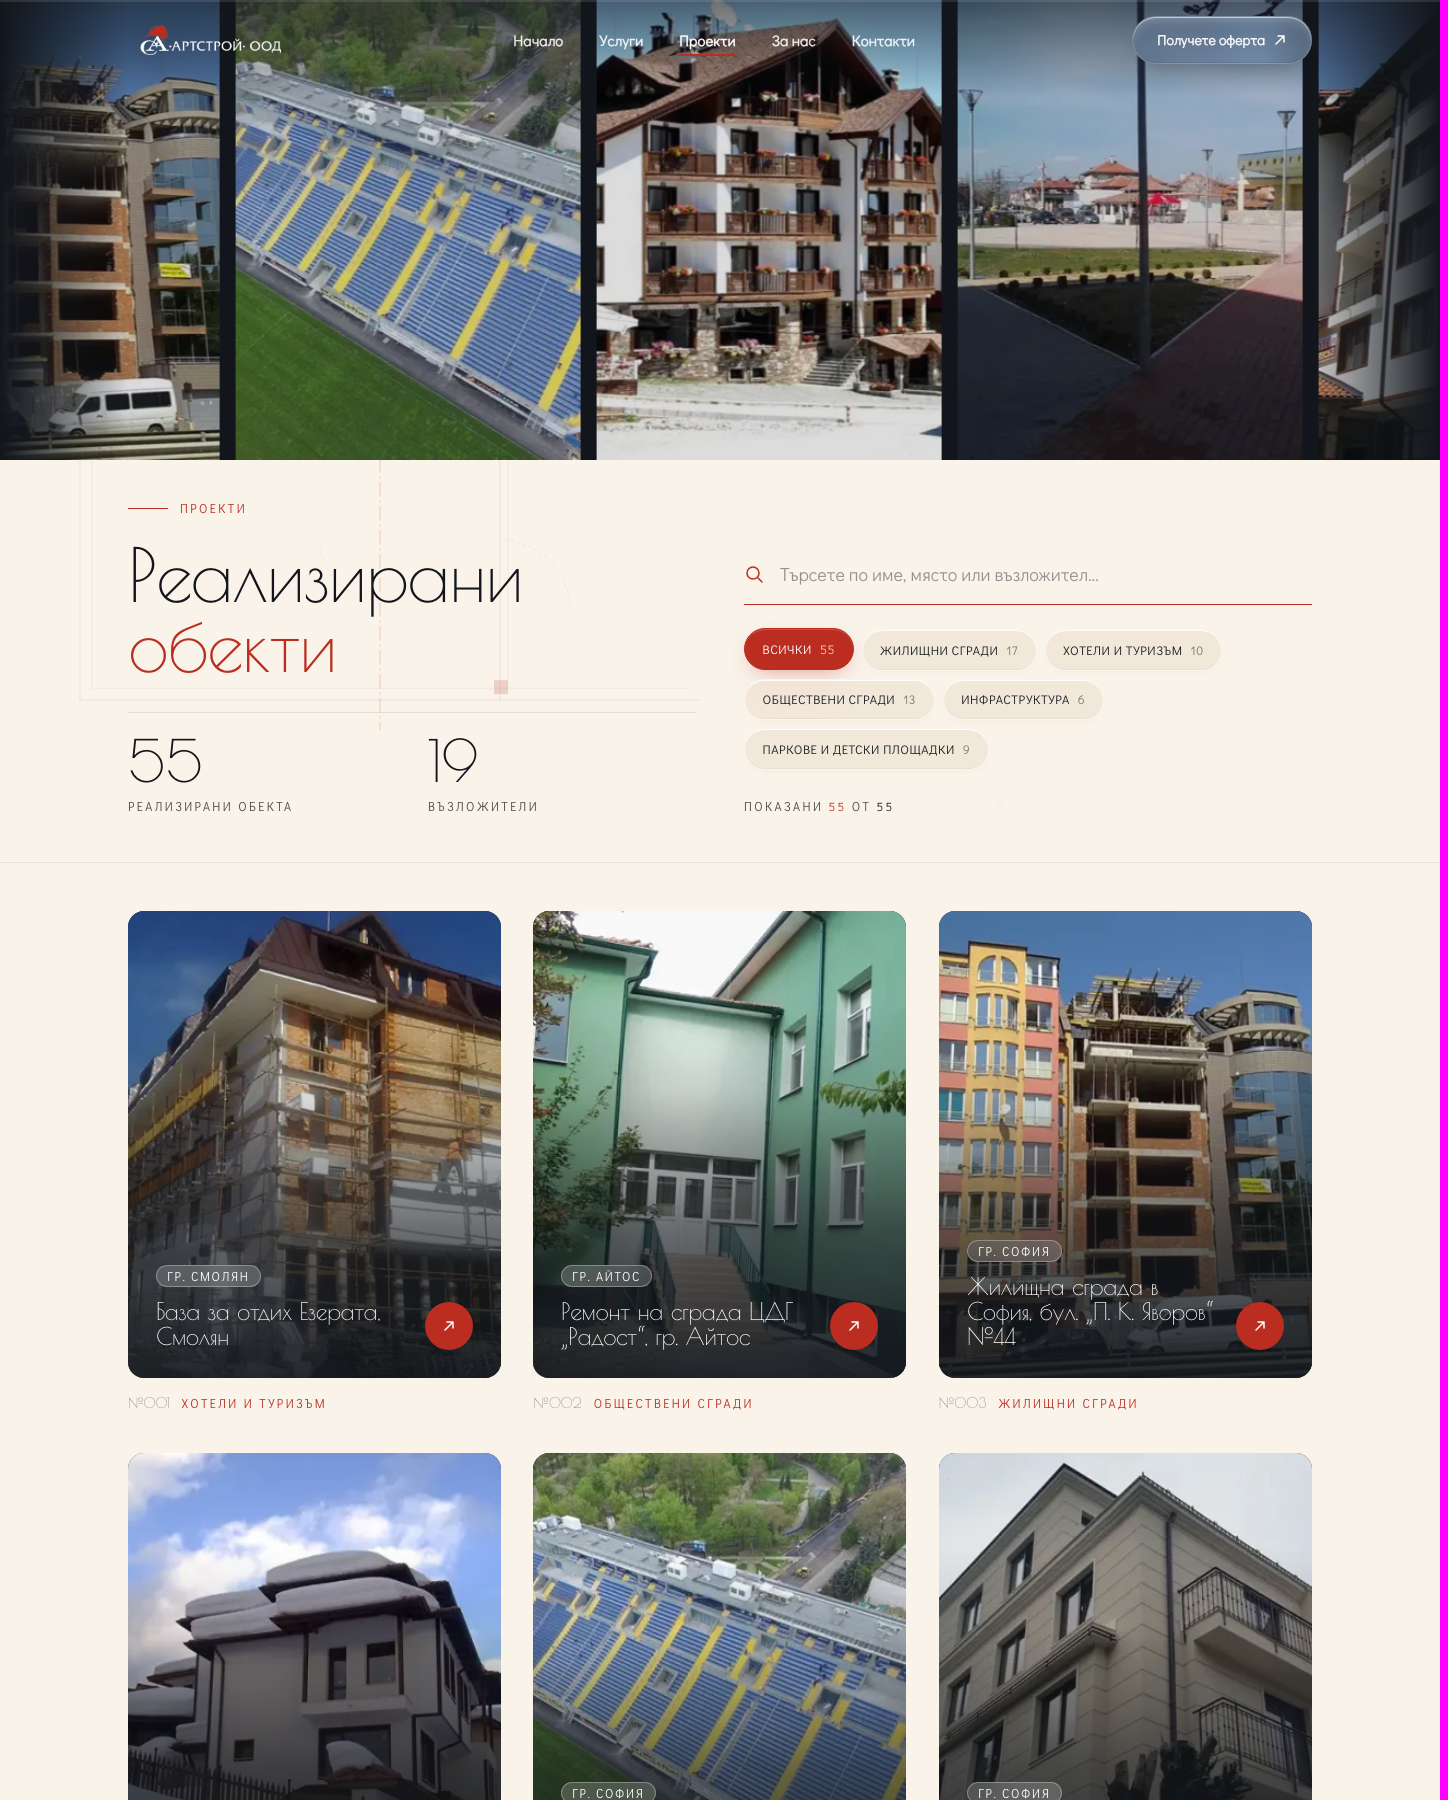 АРТСТРОЙ· ООД
Начало
Услуги
Проекти
За нас
Контакти
Получете оферта
ПРОЕКТИ
Реализирани
обекти
55
РЕАЛИЗИРАНИ ОБЕКТА
19
ВЪЗЛОЖИТЕЛИ
Търсете по име, място или възложител...
ВСИЧКИ 55
ЖИЛИЩНИ СГРАДИ 17
ХОТЕЛИ И ТУРИЗЪМ 10
ОБЩЕСТВЕНИ СГРАДИ 13
ИНФРАСТРУКТУРА 6
ПАРКОВЕ И ДЕТСКИ ПЛОЩАДКИ 9
ПОКАЗАНИ 55 ОТ 55
ГР. СМОЛЯН
База за отдих Езерата,
Смолян
№001 ХОТЕЛИ И ТУРИЗЪМ
ГР. АЙТОС
Ремонт на сграда ЦДГ
„Радост“, гр. Айтос
№002 ОБЩЕСТВЕНИ СГРАДИ
ГР. СОФИЯ
Жилищна сграда в
София, бул. „П. К. Яворов“
№44
№003 ЖИЛИЩНИ СГРАДИ
ГР. СОФИЯ
ГР. СОФИЯ